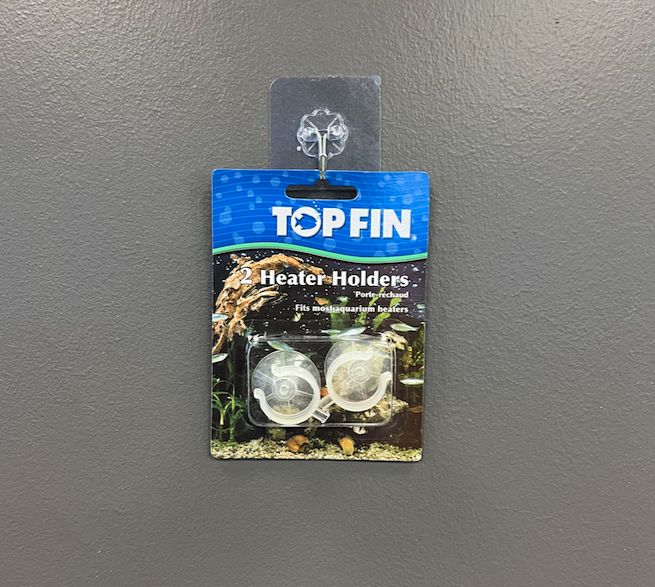 TOP FIN
2 Heater Holders
Porte-réchaud
Fits most aquarium heaters